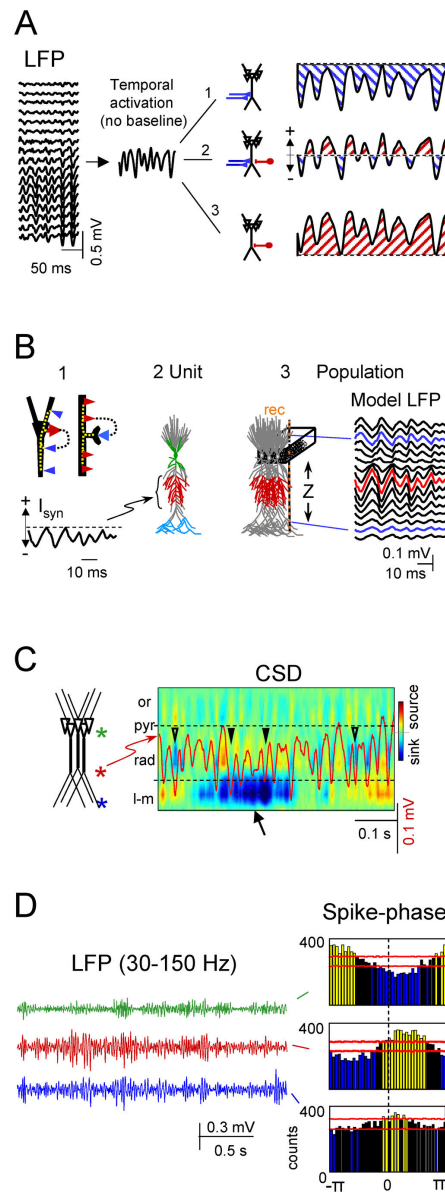 A
LFP
Temporal
activation
(no baseline)
1
2
3
+
-
0.5 mV
50 ms
B
1
2 Unit
3 Population
rec
Model LFP
+
-
I syn
Z
10 ms
0.1 mV
10 ms
C
CSD
or
pyr
rad
l-m
* 
*
*
sink source
0.1 s
0.1 mV
D
Spike-phase
LFP (30-150 Hz)
400
400
400
0.3 mV
0.5 s
counts
0
-π 0 π